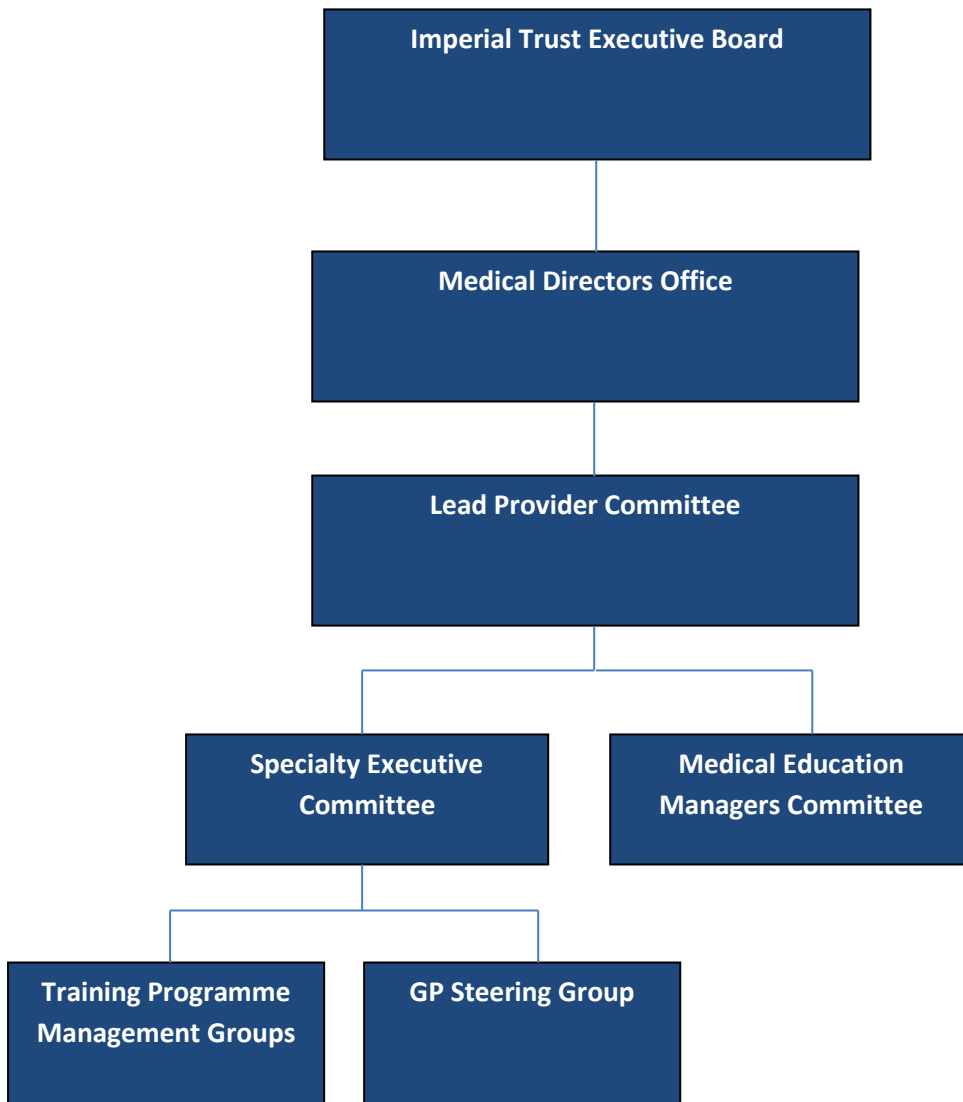 Imperial Trust Executive Board
Medical Directors Office
Lead Provider Committee
Specialty Executive
Committee
Medical Education
Managers Committee
Training Programme
Management Groups
GP Steering Group